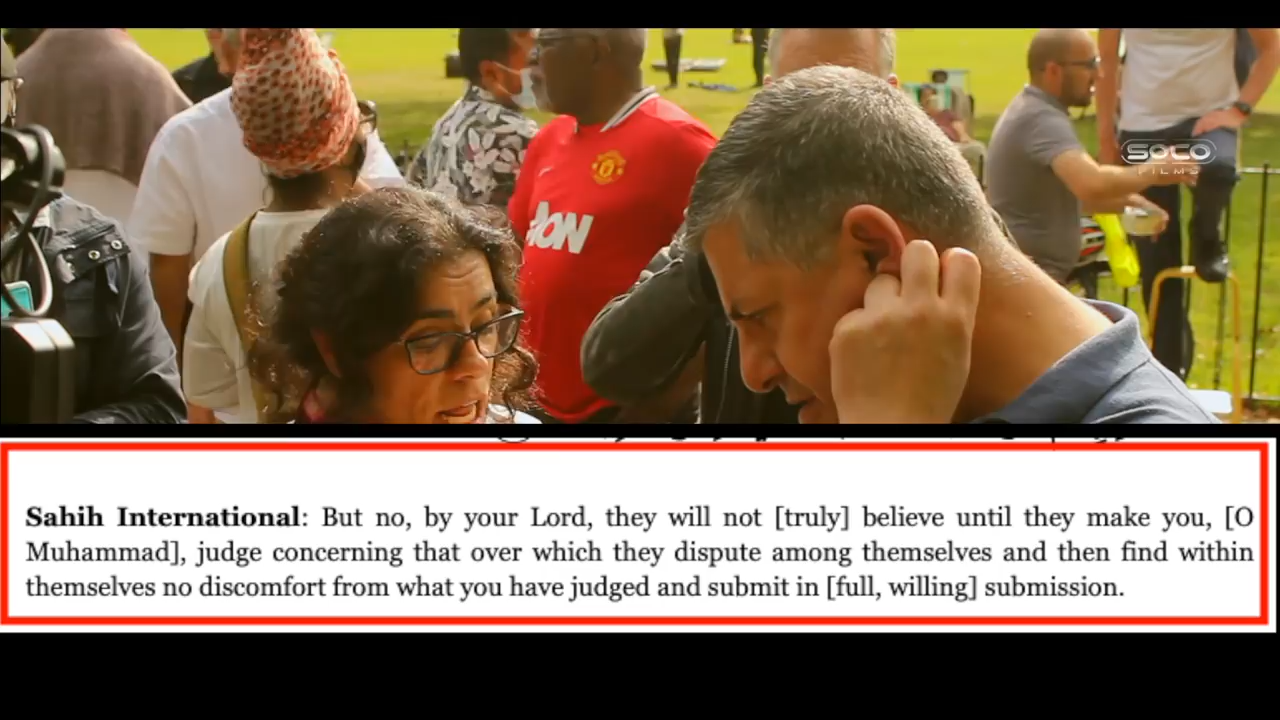 SOCO
FILMS
AON
Sahih International: But no, by your Lord, they will not [truly] believe until they make you, [O
Muhammad], judge concerning that over which they dispute among themselves and then find within
themselves no discomfort from what you have judged and submit in [full, willing] submission.